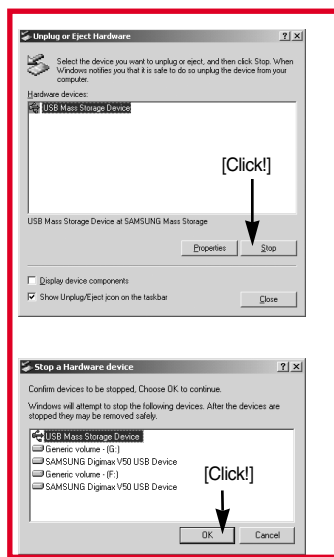 Unplug or Eject Hardware
Select the device you want to unplug or eject, and then click Stop. When
Windows notifies you that it is safe to do so unplug the device from your
computer.
Hardware devices:
USB Mass Storage Device
[Click!]
USB Mass Storage Device at SAMSUNG Mass Storage
Properties Stop
Display device components
Show Unplug/Eject icon on the taskbar
Close
Stop a Hardware device
Confirm devices to be stopped, Choose OK to continue.
Windows will attempt to stop the following devices. After the devices are
stopped they may be removed safely.
USB Mass Storage Device
Generic volume - (G:)
SAMSUNG Digimax V50 USB Device
Generic volume - (F:)
SAMSUNG Digimax V50 USB Device
[Click!]
OK Cancel